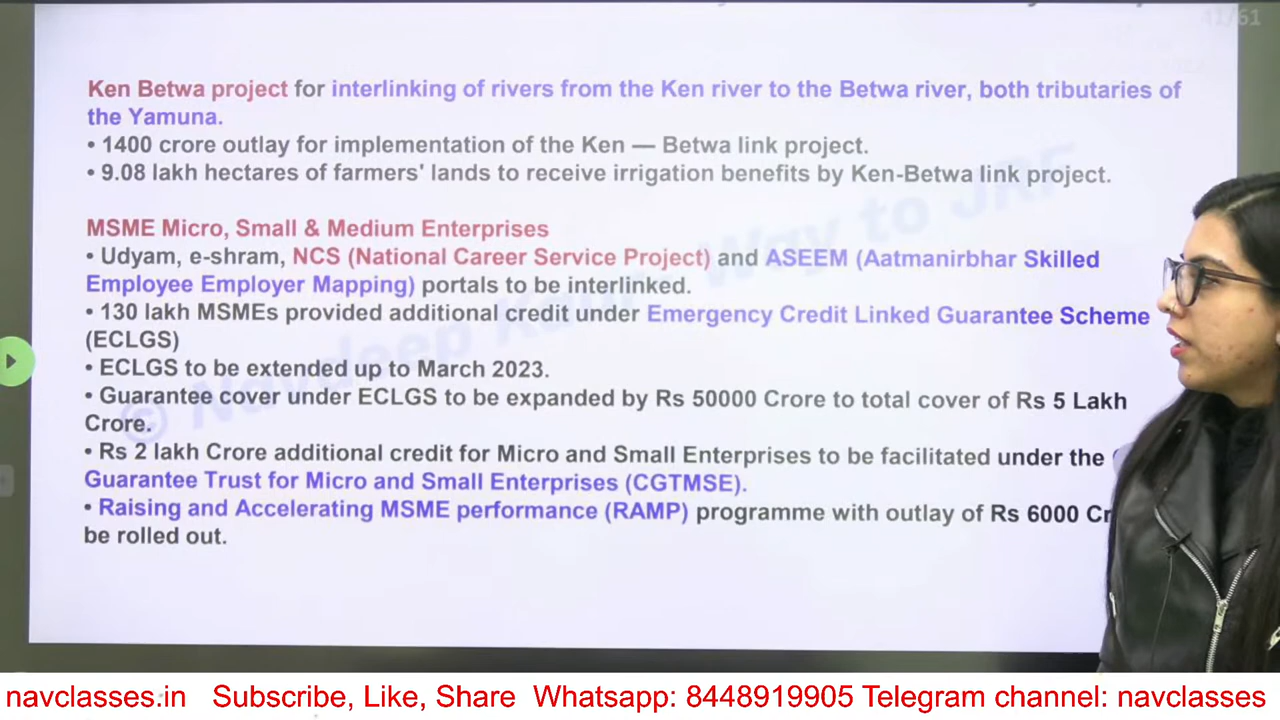 41/61
Ken Betwa project for interlinking of rivers from the Ken river to the Betwa river, both tributaries of
the Yamuna.
• 1400 crore outlay for implementation of the Ken — Betwa link project.
• 9.08 lakh hectares of farmers' lands to receive irrigation benefits by Ken-Betwa link project.
MSME Micro, Small & Medium Enterprises
• Udyam, e-shram, NCS (National Career Service Project) and ASEEM (Aatmanirbhar Skilled
Employee Employer Mapping) portals to be interlinked.
• 130 lakh MSMEs provided additional credit under Emergency Credit Linked Guarantee Scheme
(ECLGS)
• ECLGS to be extended up to March 2023.
• Guarantee cover under ECLGS to be expanded by Rs 50000 Crore to total cover of Rs 5 Lakh
Crore.
• Rs 2 lakh Crore additional credit for Micro and Small Enterprises to be facilitated under the
Guarantee Trust for Micro and Small Enterprises (CGTMSE).
• Raising and Accelerating MSME performance (RAMP) programme with outlay of Rs 6000 Cr
be rolled out.
© Navdeep Kaur Way to JRF
navclasses.in Subscribe, Like, Share Whatsapp: 8448919905 Telegram channel: navclasses